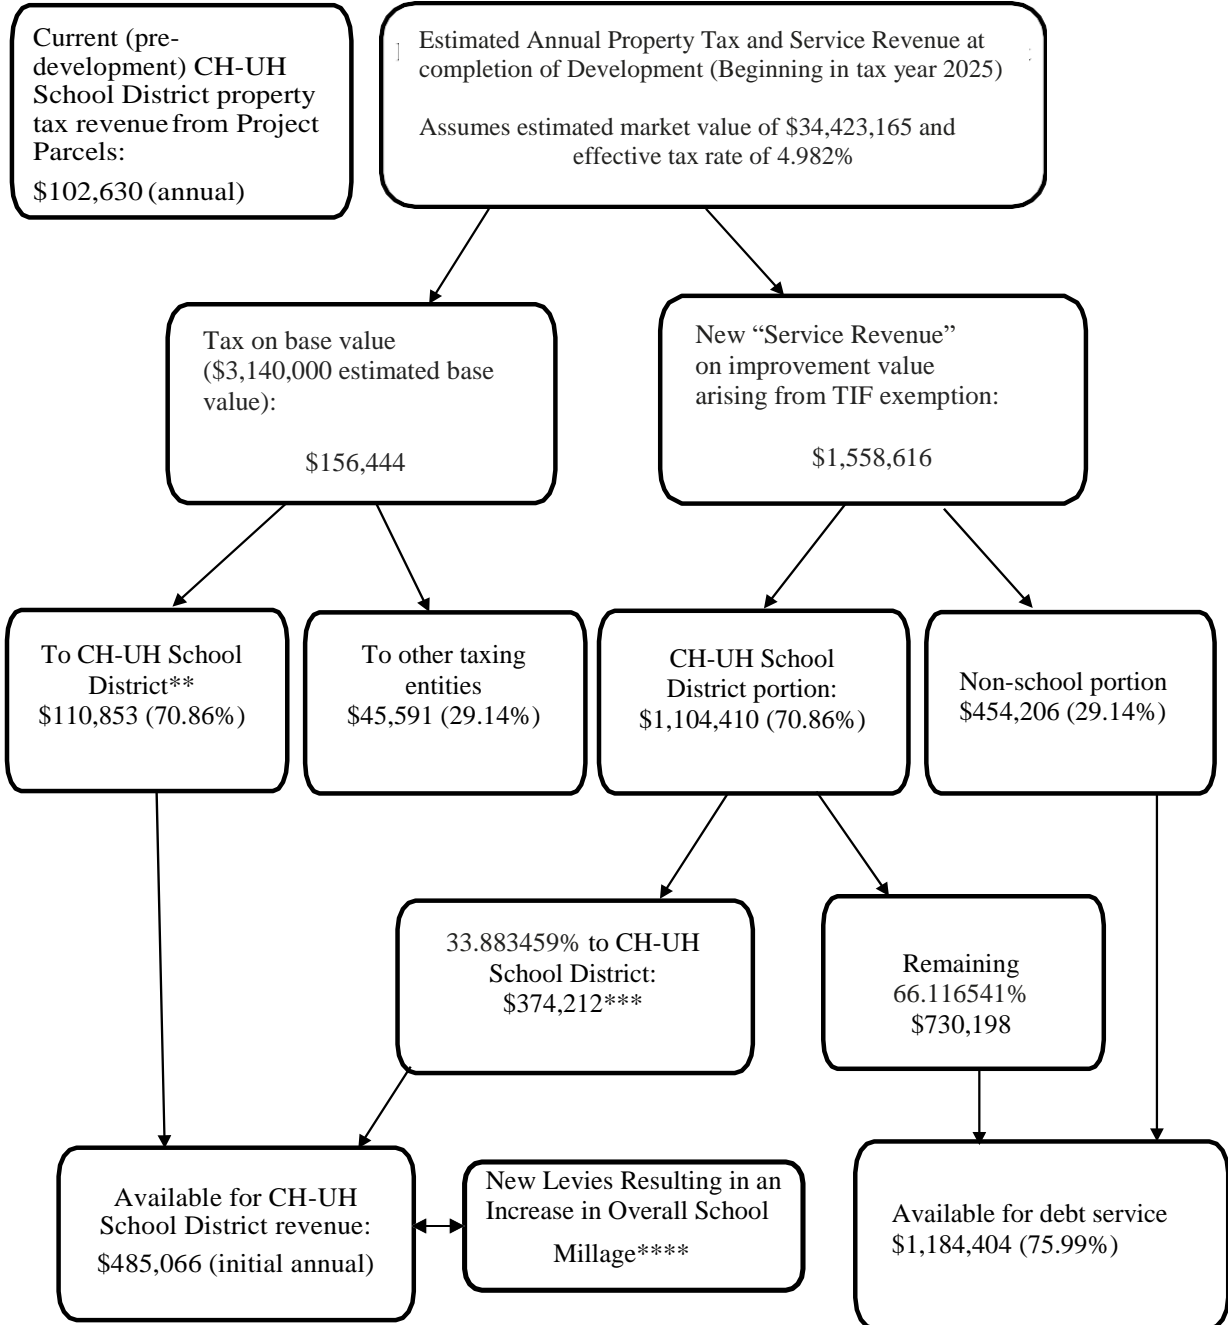 Current (pre-
development) CH-UH
School District property
tax revenue from Project
Parcels:
$102,630 (annual)
Estimated Annual Property Tax and Service Revenue at
completion of Development (Beginning in tax year 2025)
Assumes estimated market value of $34,423,165 and
effective tax rate of 4.982%
Tax on base value
($3,140,000 estimated base
value):
$156,444
New “Service Revenue”
on improvement value
arising from TIF exemption:
$1,558,616
To CH-UH School
District**
$110,853 (70.86%)
To other taxing
entities
$45,591 (29.14%)
CH-UH School
District portion:
$1,104,410 (70.86%)
Non-school portion
$454,206 (29.14%)
33.883459% to CH-UH
School District:
$374,212***
Remaining
66.116541%
$730,198
Available for CH-UH
School District revenue:
$485,066 (initial annual)
New Levies Resulting in an
Increase in Overall School
Millage****
Available for debt service
$1,184,404 (75.99%)